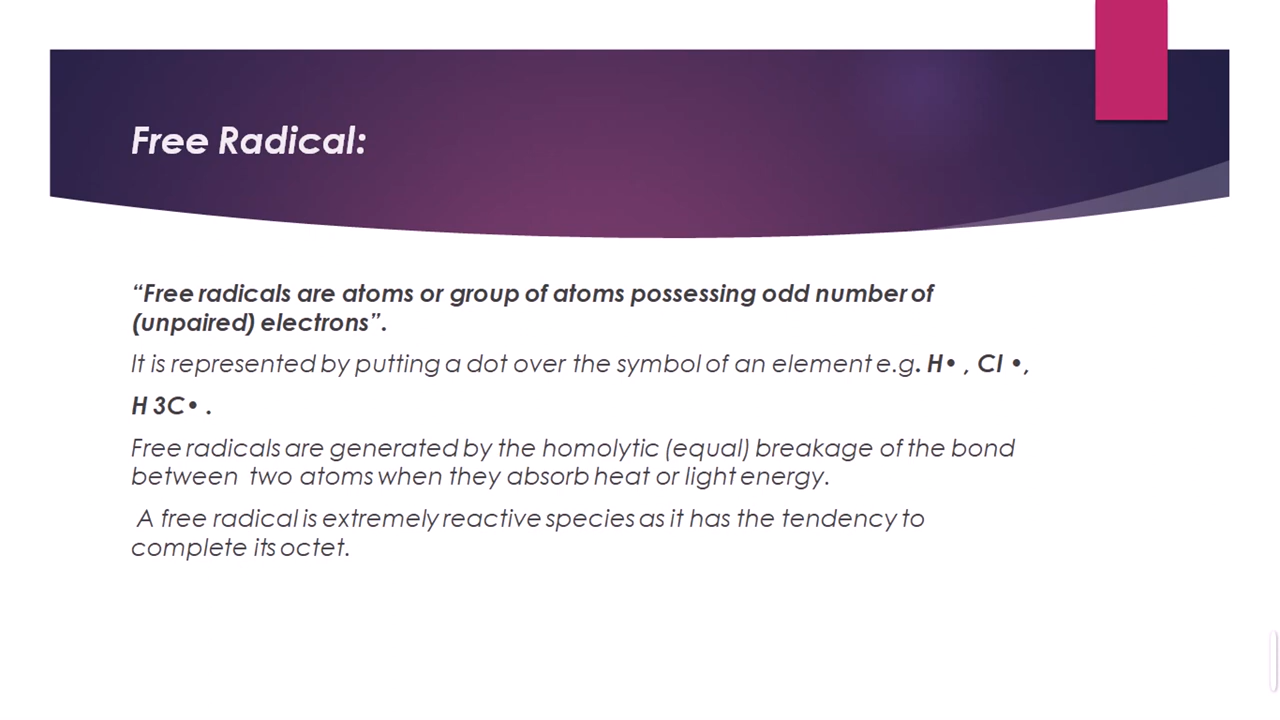 Free Radical:
“Free radicals are atoms or group of atoms possessing odd number of
(unpaired) electrons”.
It is represented by putting a dot over the symbol of an element e.g. H• , Cl •,
H 3C• .
Free radicals are generated by the homolytic (equal) breakage of the bond
between two atoms when they absorb heat or light energy.
A free radical is extremely reactive species as it has the tendency to
complete its octet.